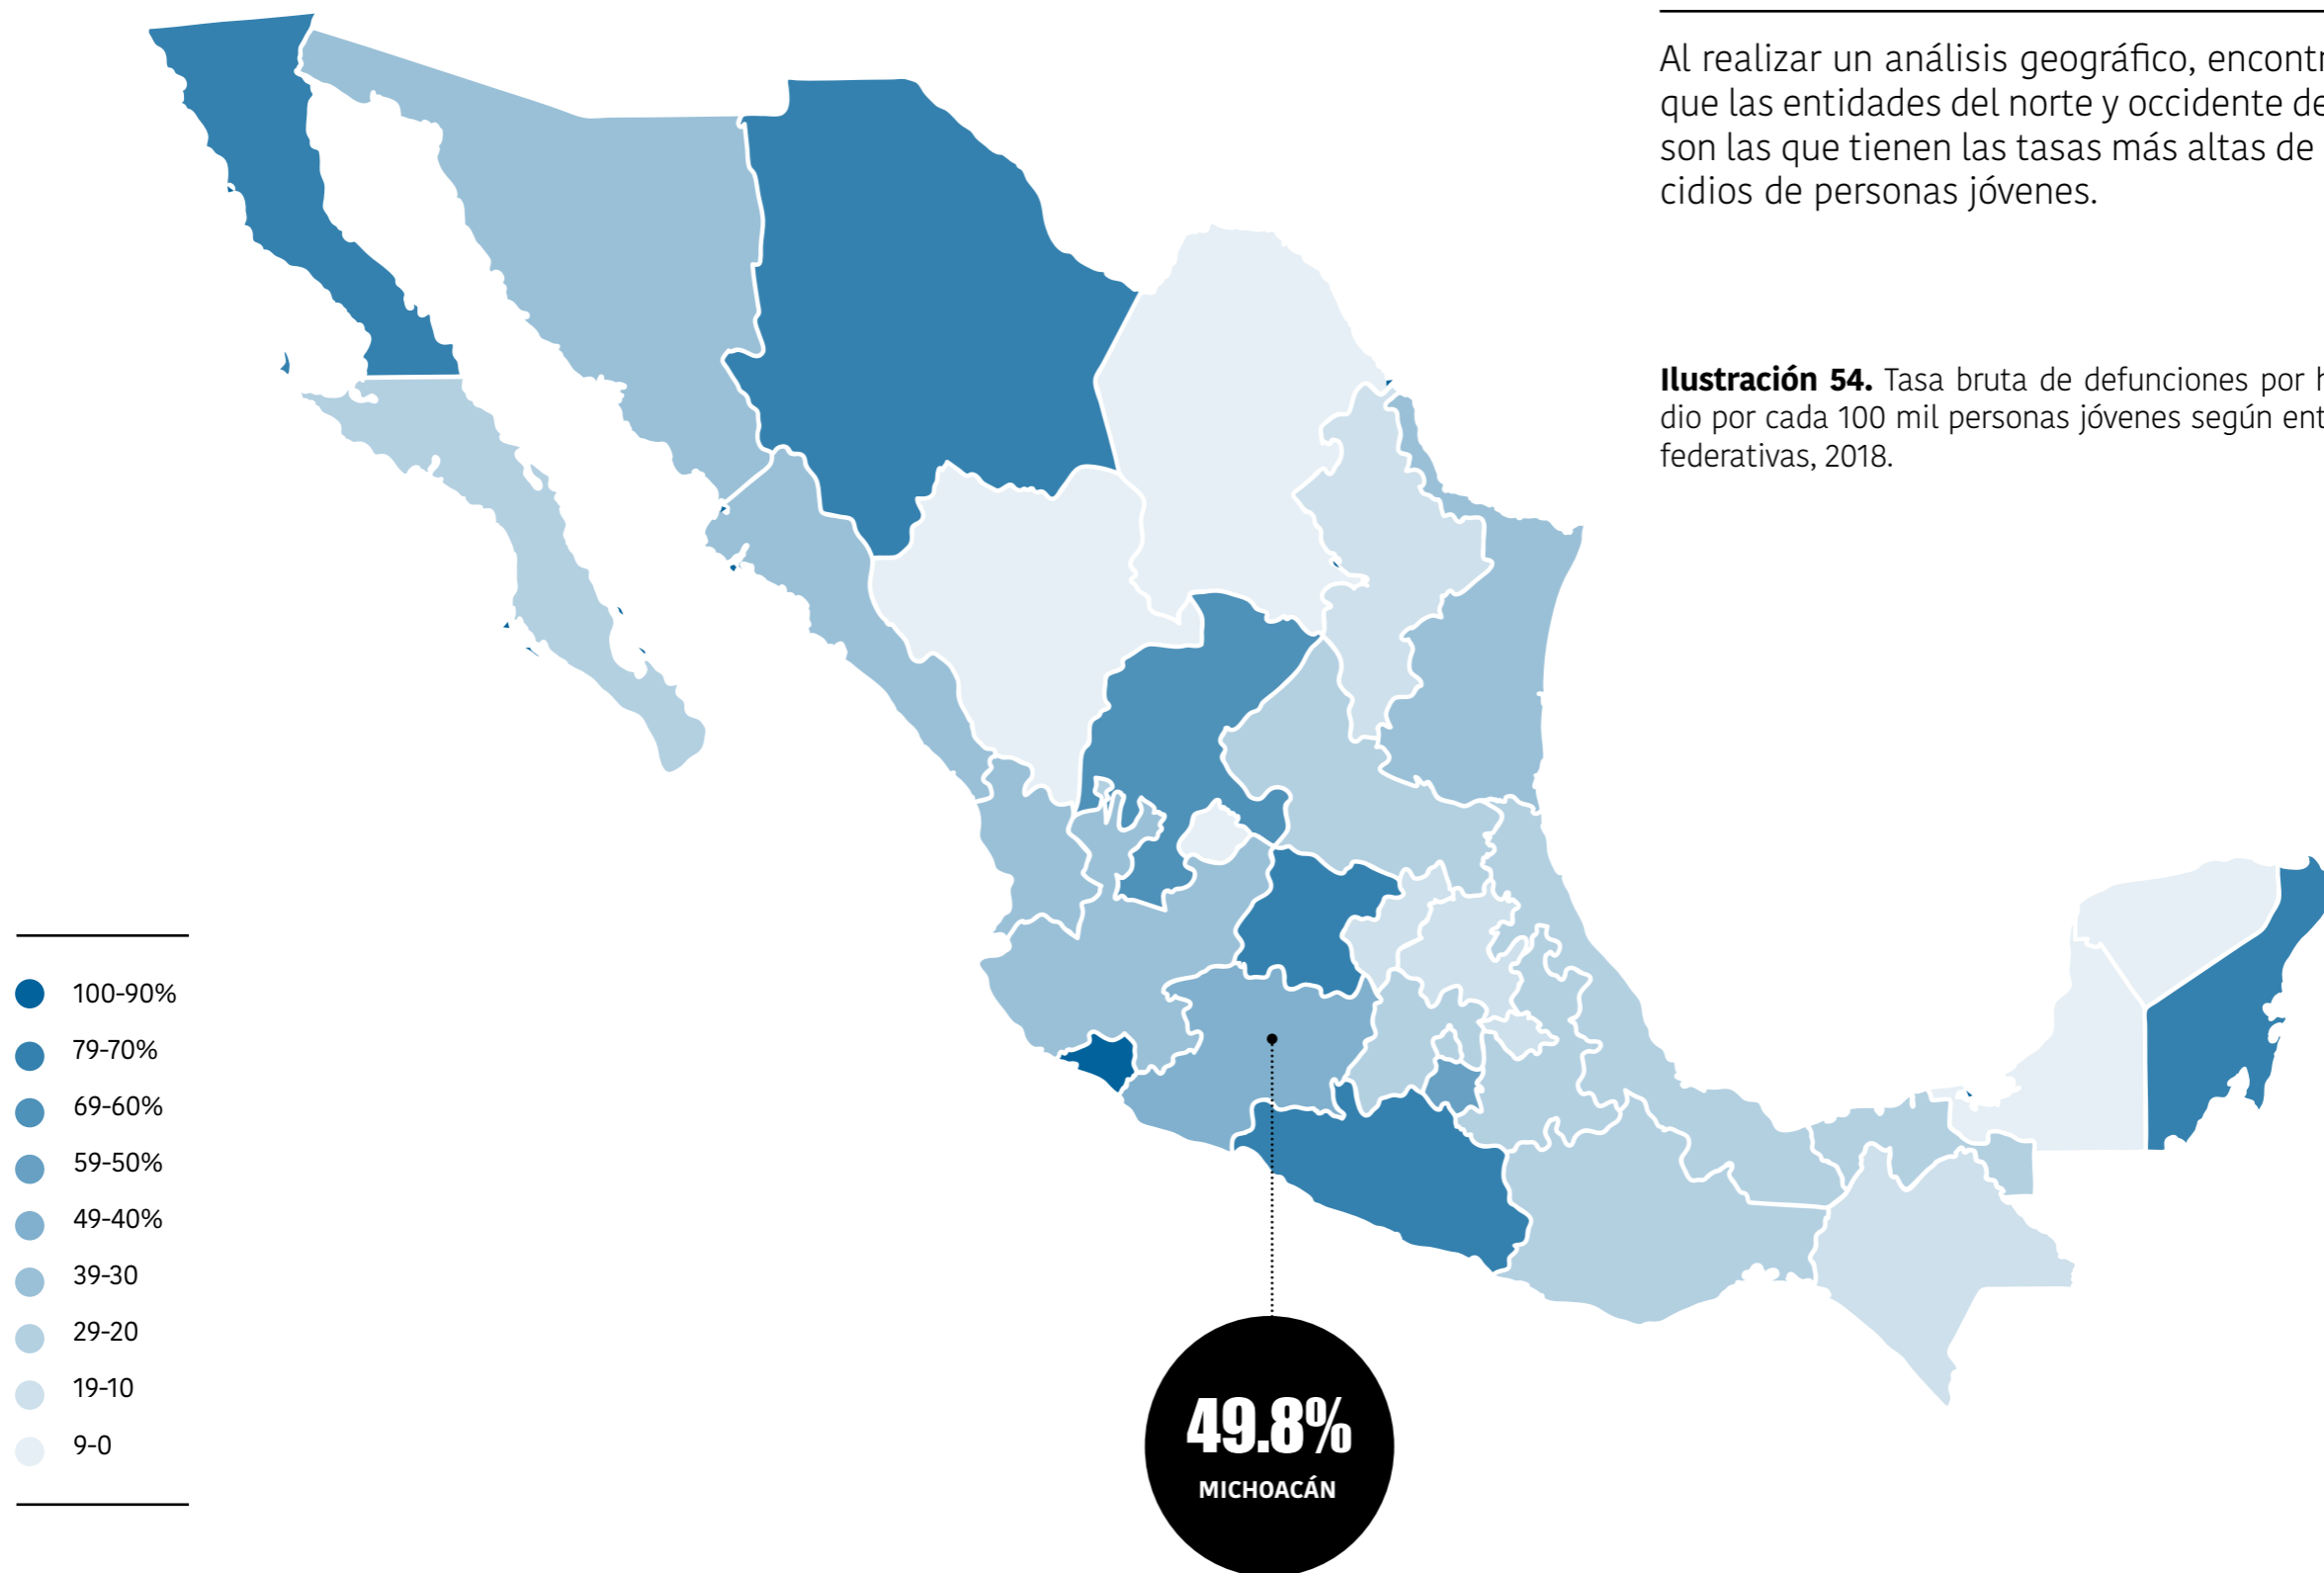 Al realizar un análisis geográfico, encontr
que las entidades del norte y occidente de
son las que tienen las tasas más altas de
cidios de personas jóvenes.
Ilustración 54. Tasa bruta de defunciones por h
dio por cada 100 mil personas jóvenes según ent
federativas, 2018.
100-90%
79-70%
69-60%
59-50%
49-40%
39-30
29-20
19-10
9-0
49.8%
MICHOACÁN